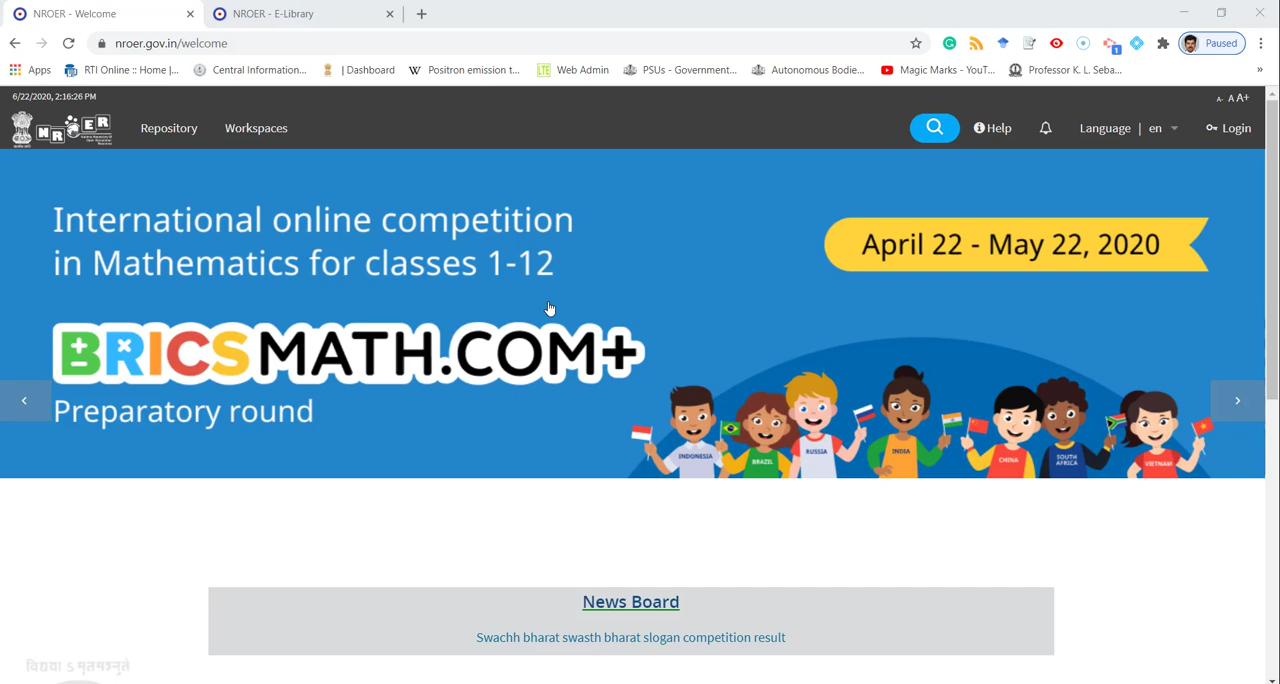 NROER - Welcome
NROER - E-Library
nroer.gov.in/welcome
1
Paused
Apps
RTI Online :: Home |...
Central Information...
| Dashboard
W Positron emission t...
LTE Web Admin
PSUs - Government...
Autonomous Bodie...
Magic Marks - YouT...
Professor K. L. Seba...
»
6/22/2020, 2:16:26 PM
A- A A+
NROER
Repository
Workspaces
Help
Language | en
Login
International online competition
in Mathematics for classes 1-12
April 22 - May 22, 2020
BRICSMATH.COM+
Preparatory round
INDONESIA
BRAZIL
RUSSIA
INDIA
CHINA
SOUTH
AFRICA
VIETNAM
News Board
Swachh bharat swasth bharat slogan competition result